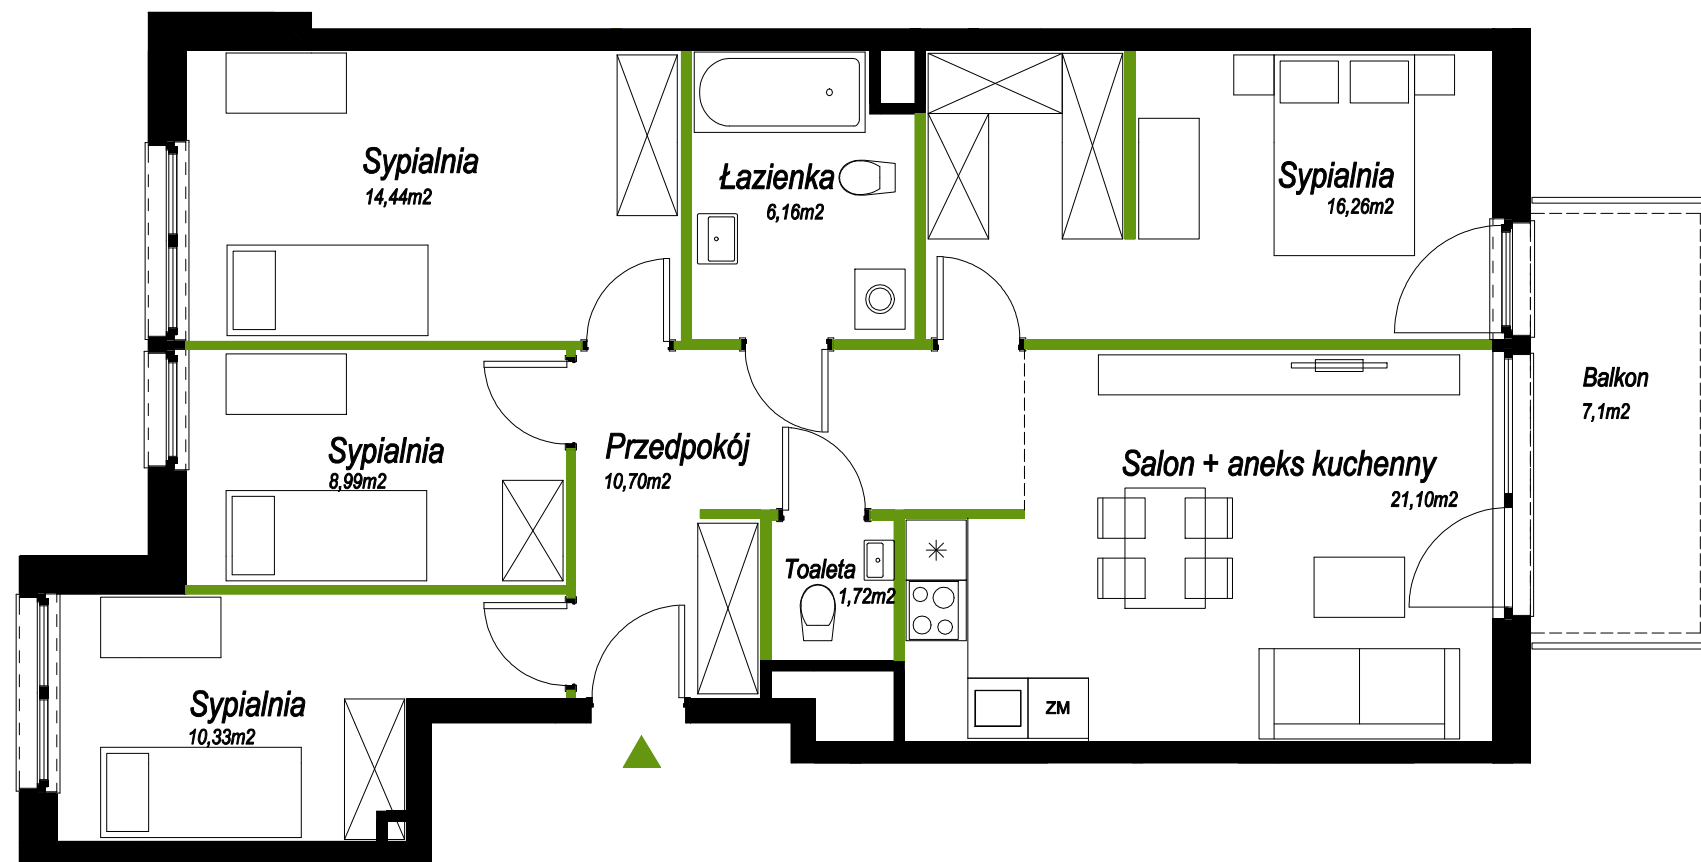 Sypialnia
14,44m2
Łazienka
6,16m2
Sypialnia
16,26m2
Balkon
7,1m2
Sypialnia
8,99m2
Przedpokój
10,70m2
Salon + aneks kuchenny
21,10m2
Toaleta
1,72m2
Sypialnia
10,33m2
ZM